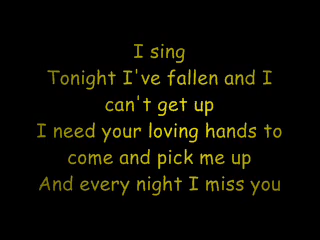 I sing
Tonight I've fallen and I
can't get up
I need your loving hands to
come and pick me up
And every night I miss you